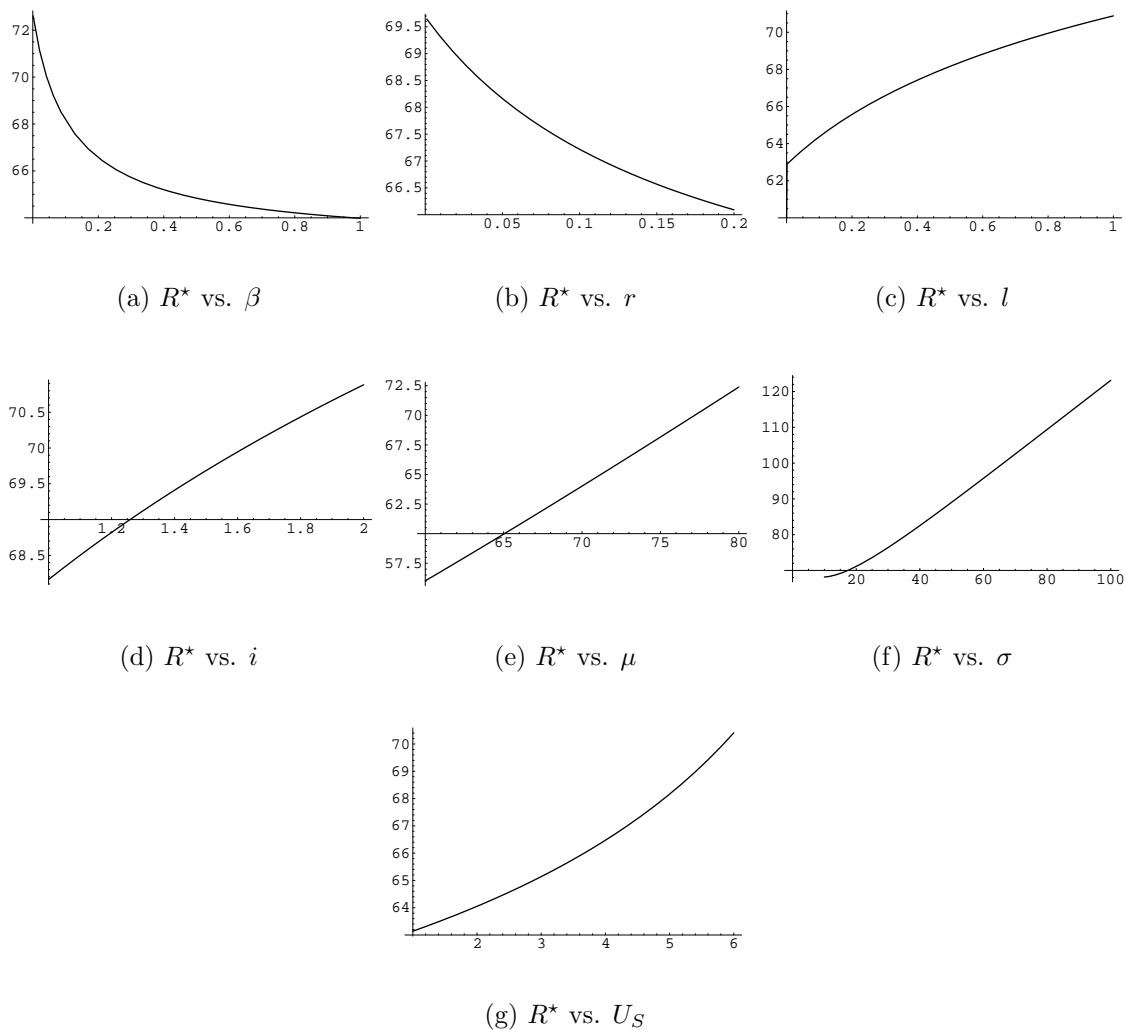 72
70
68
66
0.2 0.4 0.6 0.8 1
(a) R⋆ vs. β
69.5
69
68.5
68
67.5
67
66.5
0.05 0.1 0.15 0.2
(b) R⋆ vs. r
70
68
66
64
62
0.2 0.4 0.6 0.8 1
(c) R⋆ vs. l
70.5
70
69.5
68.5
1.2 1.4 1.6 1.8 2
(d) R⋆ vs. i
72.5
70
67.5
65
62.5
57.5
65 70 75 80
(e) R⋆ vs. μ
120
100
90
80
20 40 60 80 100
(f) R⋆ vs. σ
70
69
68
67
66
65
64
2 3 4 5 6
(g) R⋆ vs. U_S